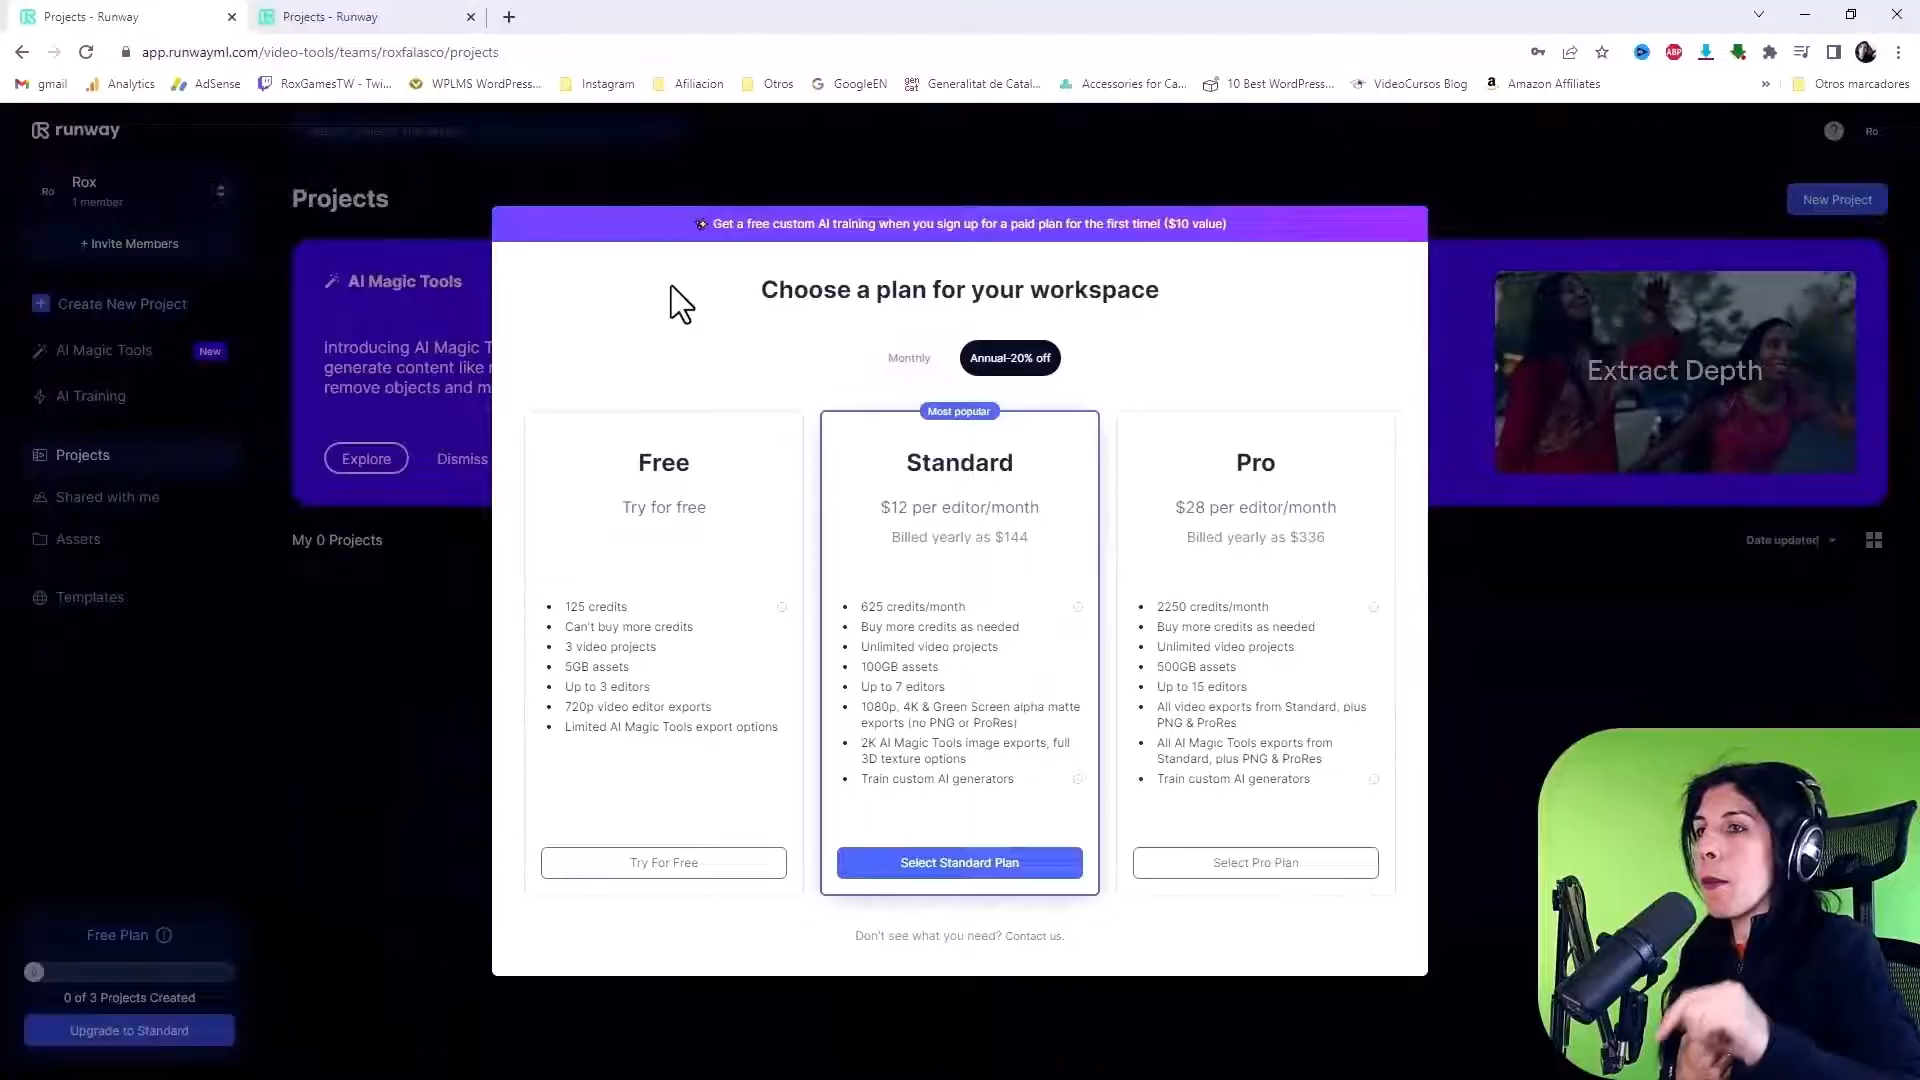 Projects - Runway
Projects - Runway
app.runwayml.com/video-tools/teams/roxfalasco/projects
gmail
Analytics
AdSense
RoxGamesTW - Twi...
WPLMS WordPress...
Instagram
Afiliacion
Otros
GoogleEN
gen cat
Generalitat de Catal...
Accessories for Ca...
10 Best WordPress...
VideoCursos Blog
Amazon Affiliates
»
Otros marcadores
ABP
runway
?
Ro
Ro
Rox
1 member
+ Invite Members
Create New Project
AI Magic Tools
New
AI Training
Projects
Shared with me
Assets
Templates
Free Plan
0
0 of 3 Projects Created
Upgrade to Standard
Projects
New Project
AI Magic Tools
Introducing AI Magic T
generate content like
remove objects and m
Explore
Dismiss
Extract Depth
My 0 Projects
Date updated
Get a free custom AI training when you sign up for a paid plan for the first time! ($10 value)
Choose a plan for your workspace
Monthly
Annual-20% off
Free
Try for free
• 125 credits
• Can't buy more credits
• 3 video projects
• 5GB assets
• Up to 3 editors
• 720p video editor exports
• Limited AI Magic Tools export options
Try For Free
Most popular
Standard
$12 per editor/month
Billed yearly as $144
• 625 credits/month
• Buy more credits as needed
• Unlimited video projects
• 100GB assets
• Up to 7 editors
• 1080p, 4K & Green Screen alpha matte
exports (no PNG or ProRes)
• 2K AI Magic Tools image exports, full
3D texture options
• Train custom AI generators
Select Standard Plan
Pro
$28 per editor/month
Billed yearly as $336
• 2250 credits/month
• Buy more credits as needed
• Unlimited video projects
• 500GB assets
• Up to 15 editors
• All video exports from Standard, plus
PNG & ProRes
• All AI Magic Tools exports from
Standard, plus PNG & ProRes
• Train custom AI generators
Select Pro Plan
Don't see what you need? Contact us.